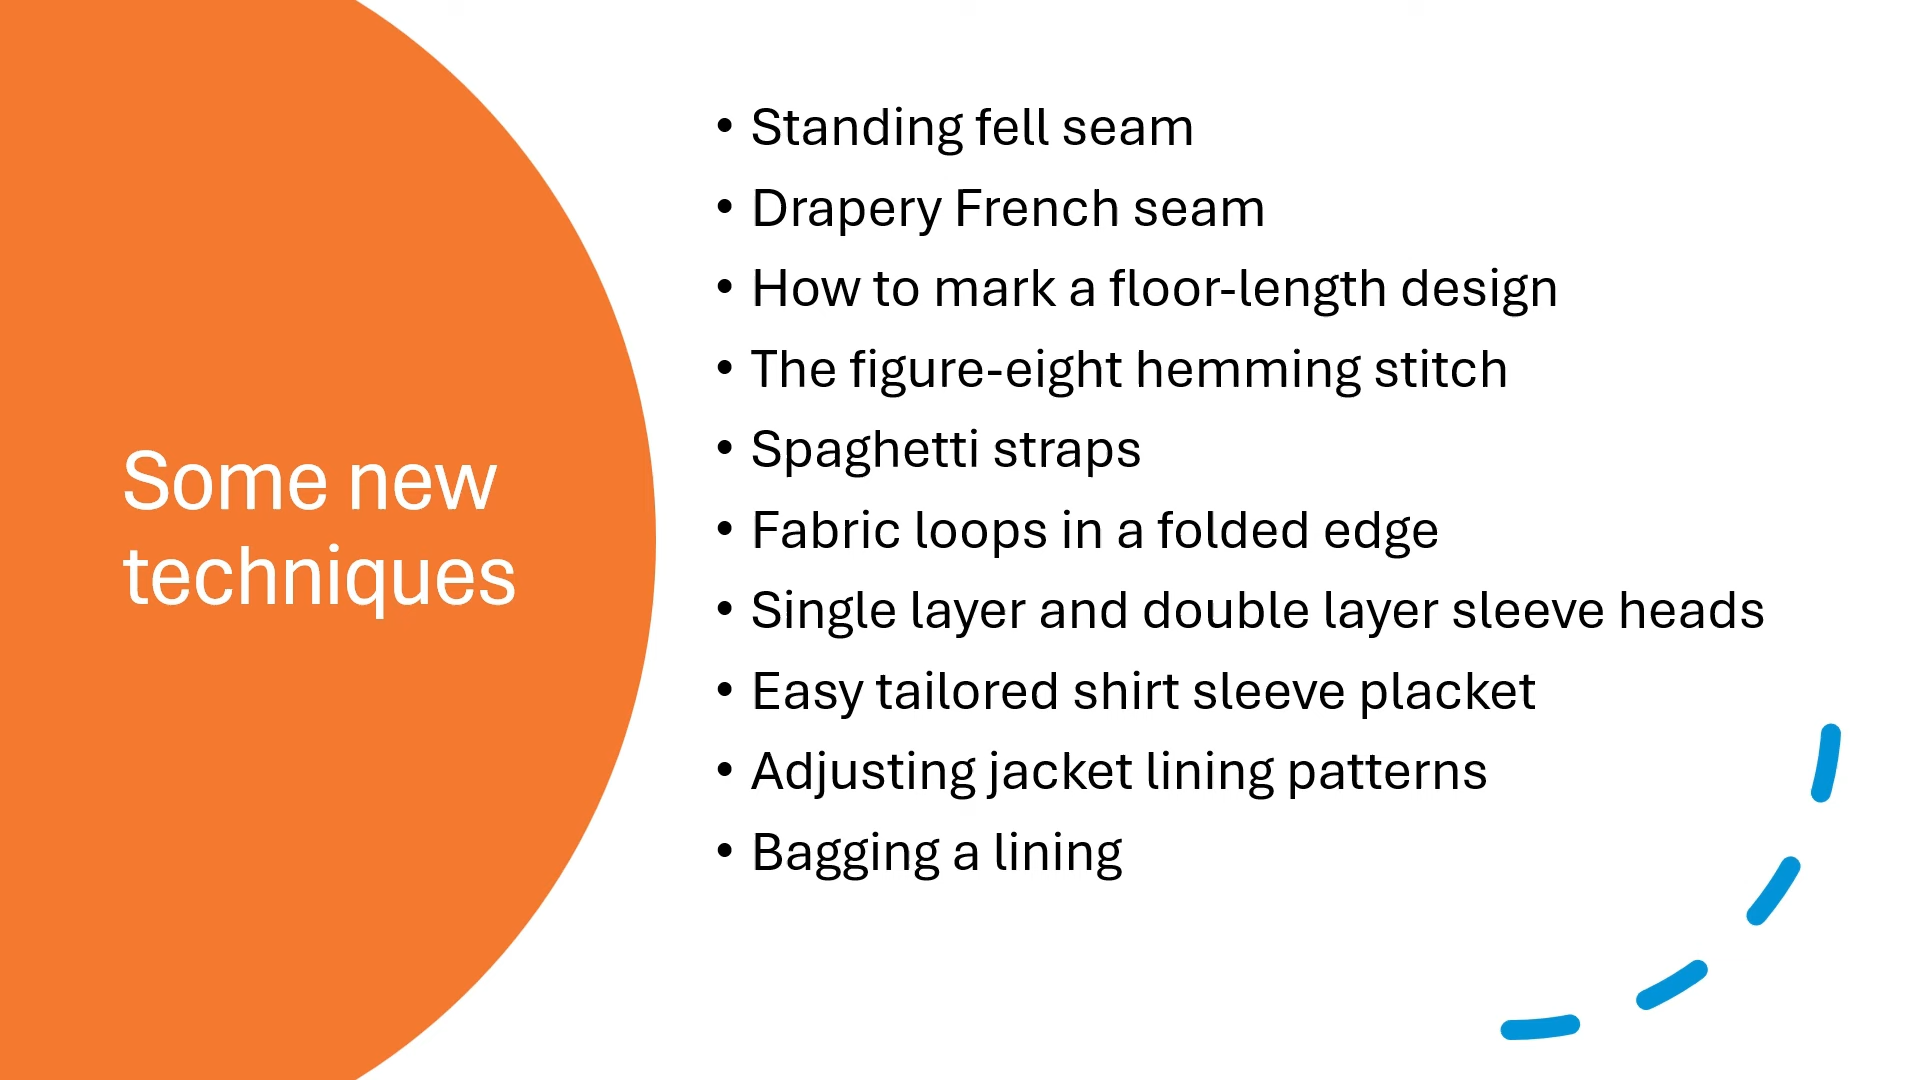 Some new
techniques
• Standing fell seam
• Drapery French seam
• How to mark a floor-length design
• The figure-eight hemming stitch
• Spaghetti straps
• Fabric loops in a folded edge
• Single layer and double layer sleeve heads
• Easy tailored shirt sleeve placket
• Adjusting jacket lining patterns
• Bagging a lining